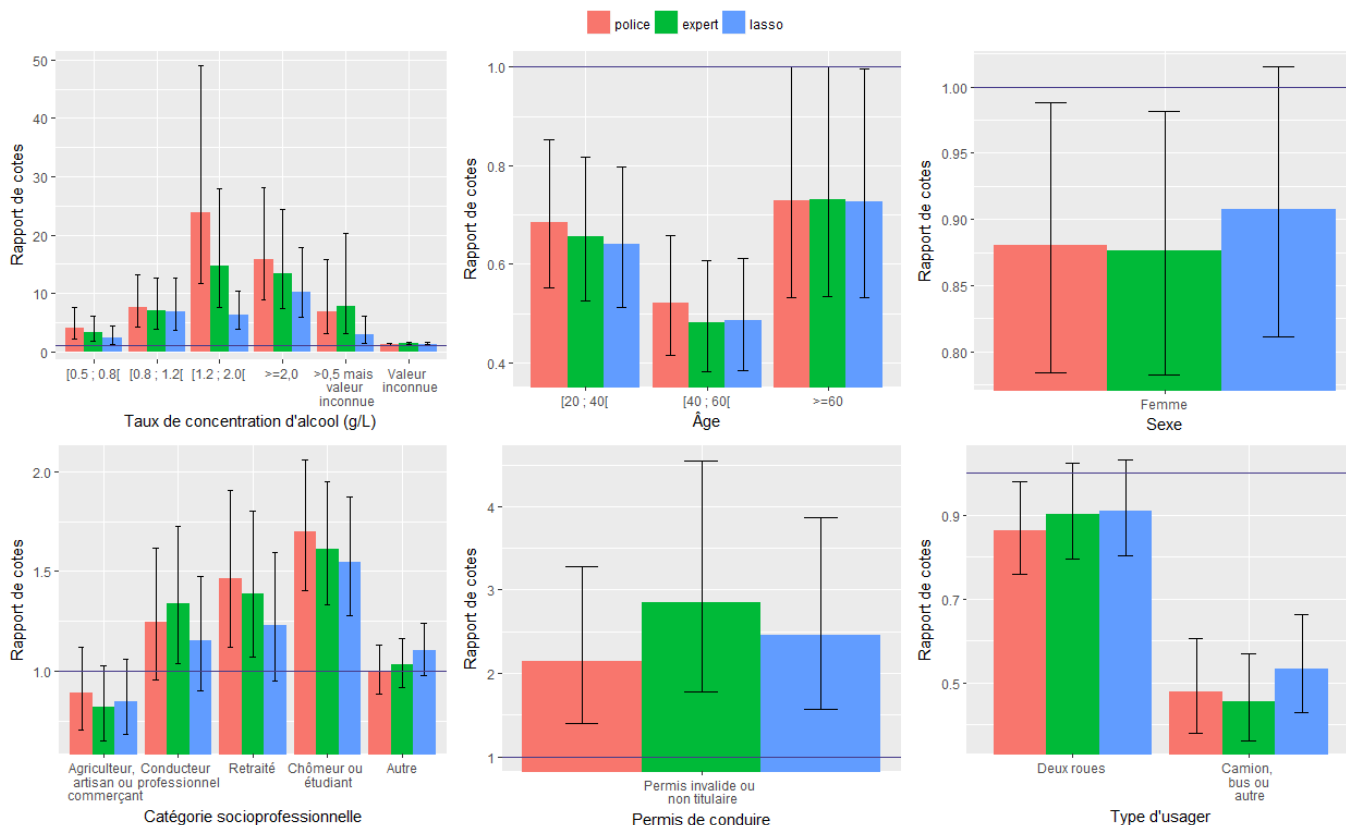 police expert lasso
Rapport de cotes
50
40
30
20
10
0
[0.5 ; 0.8[ [0.8 ; 1.2[ [1.2 ; 2.0[ >=2,0 >0,5 mais Valeur
valeur inconnue
inconnue
Taux de concentration d'alcool (g/L)
Rapport de cotes
1.0
0.8
0.6
0.4
[20 ; 40[ [40 ; 60[ >=60
Âge
Rapport de cotes
1.00
0.95
0.90
0.85
0.80
Femme
Sexe
Rapport de cotes
2.0
1.5
1.0
Agriculteur, Conducteur Retraité Chômeur ou Autre
artisan ou professionnel étudiant
commerçant
Catégorie socioprofessionnelle
Rapport de cotes
4
3
2
1
Permis invalide ou
non titulaire
Permis de conduire
Rapport de cotes
0.9
0.7
0.5
Deux roues Camion,
bus ou
autre
Type d'usager